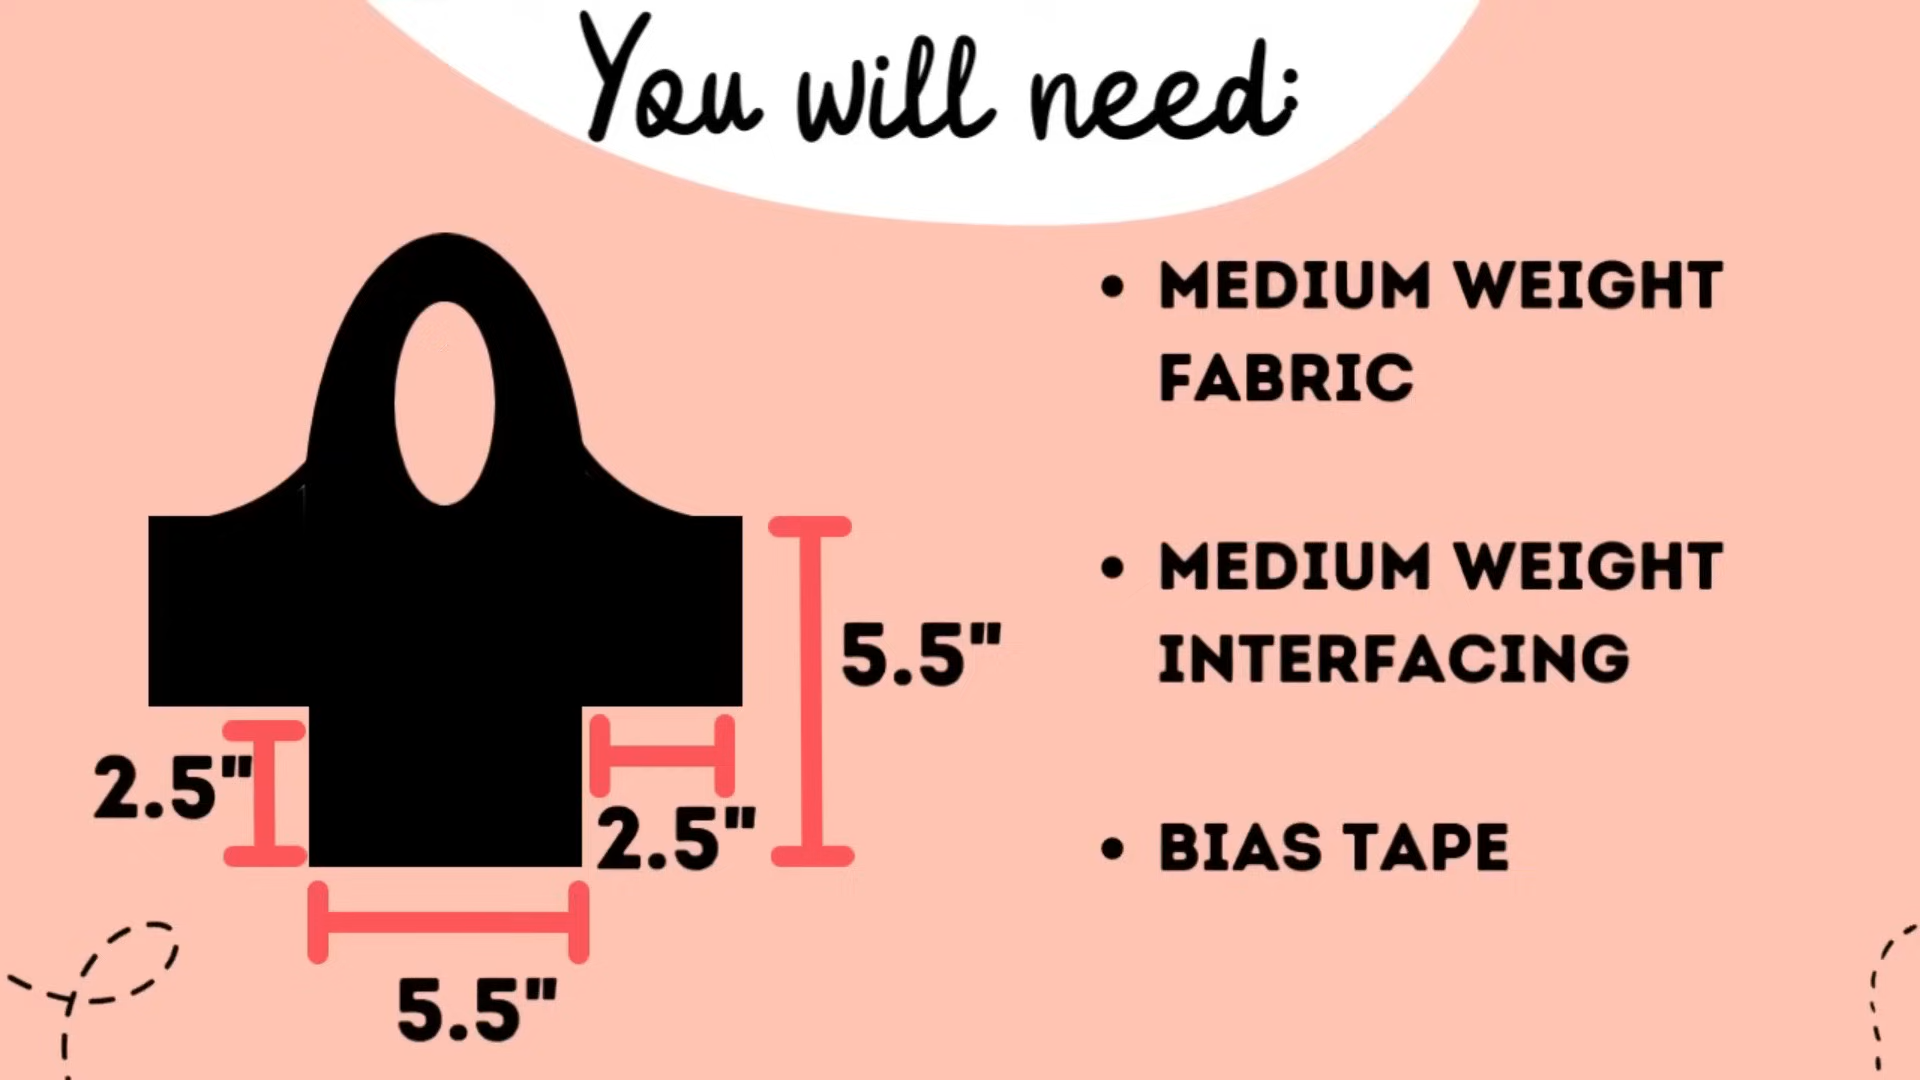 You will need:
• MEDIUM WEIGHT
FABRIC
• MEDIUM WEIGHT
INTERFACING
• BIAS TAPE
5.5"
2.5"
2.5"
5.5"